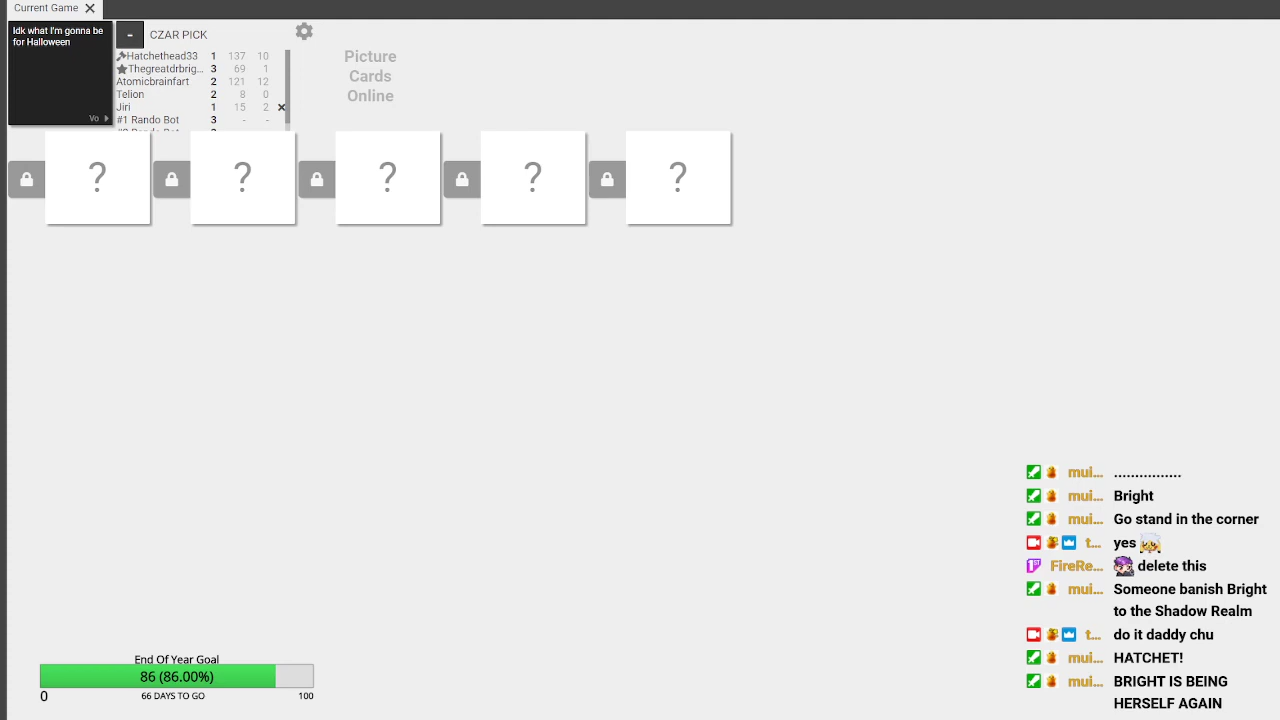 Current Game
Idk what I'm gonna be
for Halloween
Vo
-
CZAR PICK
Hatchethead33 1 137 10
Thegreatdrbrig... 3 69 1
Atomicbrainfart 2 121 12
Telion 2 8 0
Jiri 1 15 2
#1 Rando Bot 3 - -
Picture
Cards
Online
? ? ? ? ?
mui... ................
mui... Bright
mui... Go stand in the corner
t... yes
FireRe... delete this
mui... Someone banish Bright
to the Shadow Realm
t... do it daddy chu
mui... HATCHET!
mui... BRIGHT IS BEING
HERSELF AGAIN
End Of Year Goal
86 (86.00%)
0 66 DAYS TO GO 100